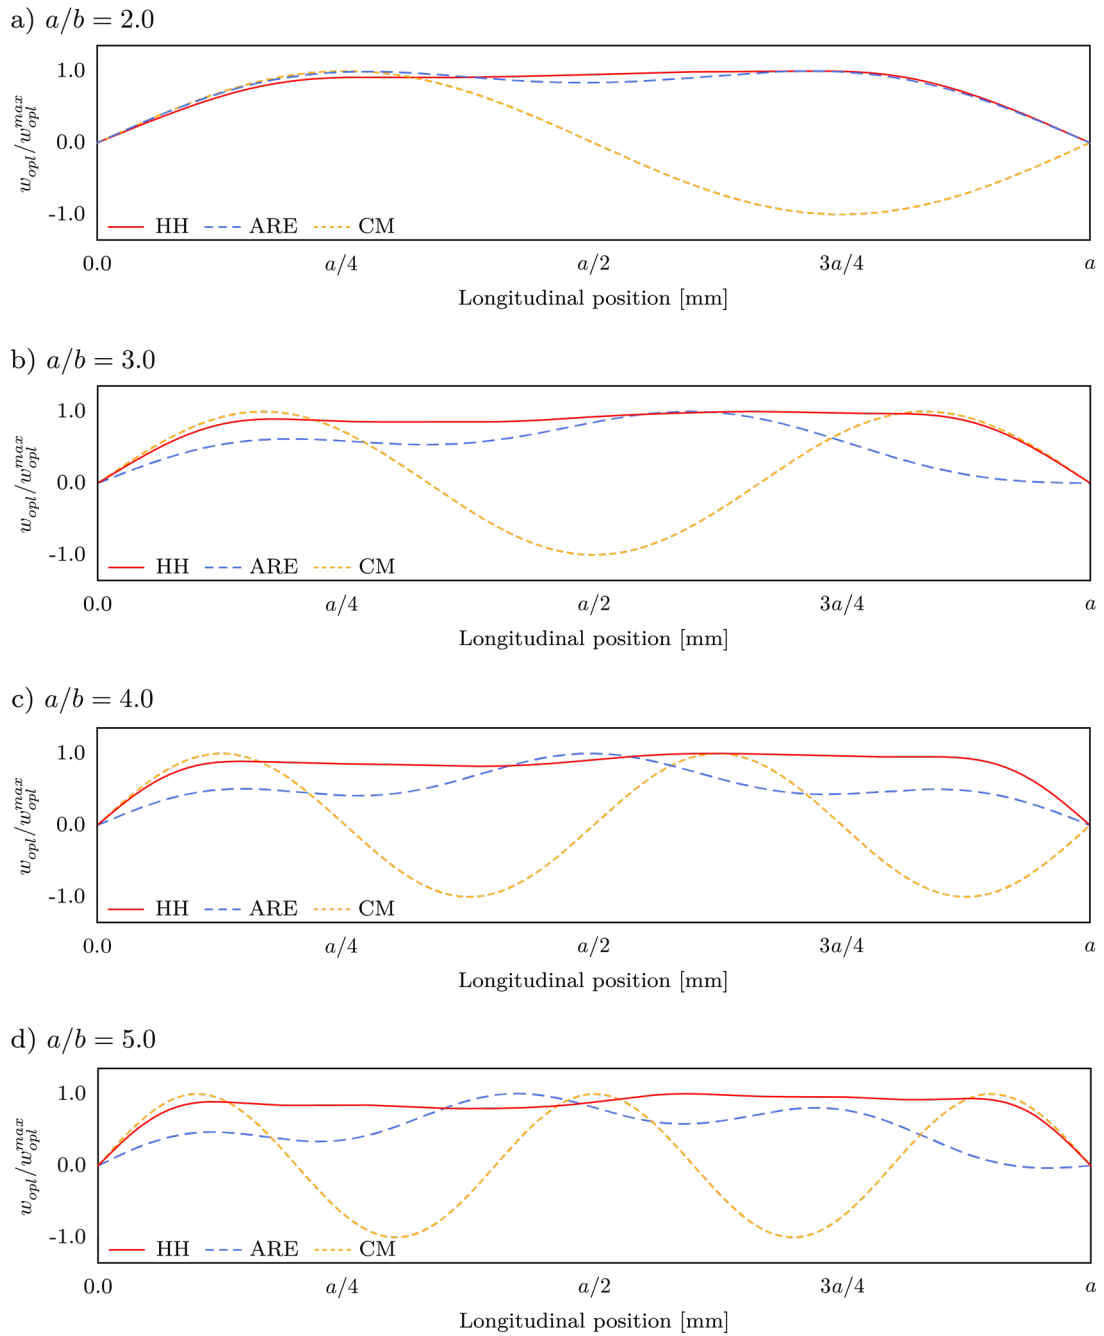 a) a/b = 2.0
1.0
0.0
-1.0
w_opl/w_opl^max
HH ARE CM
0.0 a/4 a/2 3a/4 a
Longitudinal position [mm]
b) a/b = 3.0
1.0
0.0
-1.0
w_opl/w_opl^max
HH ARE CM
0.0 a/4 a/2 3a/4 a
Longitudinal position [mm]
c) a/b = 4.0
1.0
0.0
-1.0
w_opl/w_opl^max
HH ARE CM
0.0 a/4 a/2 3a/4 a
Longitudinal position [mm]
d) a/b = 5.0
1.0
0.0
-1.0
w_opl/w_opl^max
HH ARE CM
0.0 a/4 a/2 3a/4 a
Longitudinal position [mm]